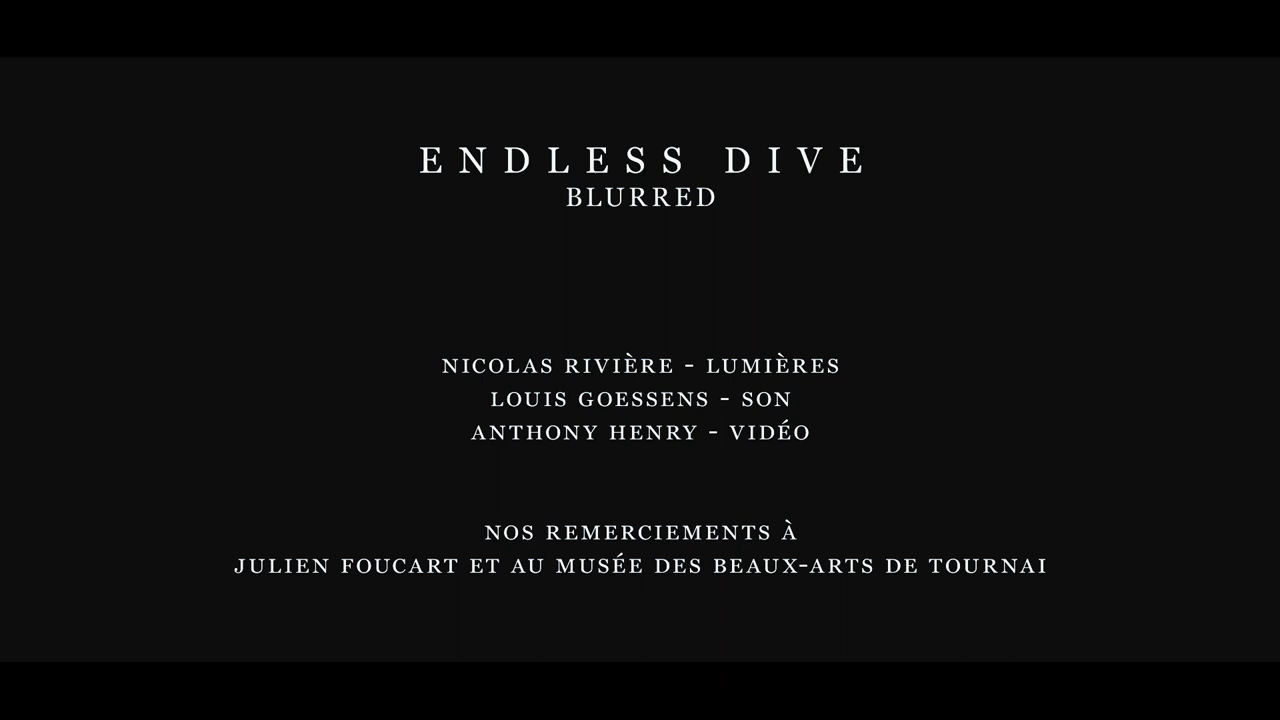 ENDLESS DIVE
BLURRED
NICOLAS RIVIÈRE - LUMIÈRES
LOUIS GOESSENS - SON
ANTHONY HENRY - VIDÉO
NOS REMERCIEMENTS À
JULIEN FOUCART ET AU MUSÉE DES BEAUX-ARTS DE TOURNAI